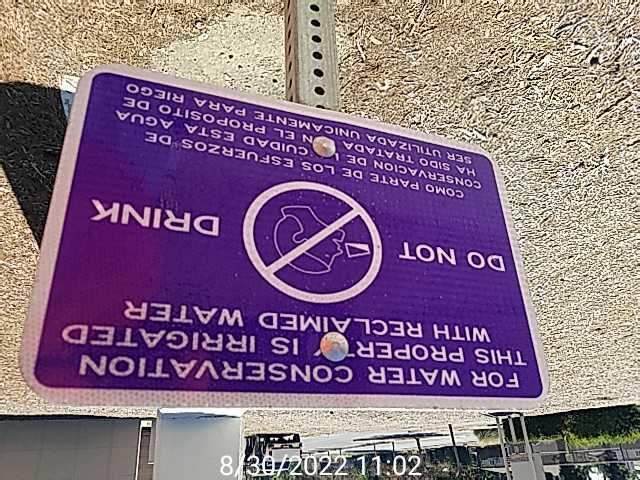 FOR WATER CONSERVATION
THIS PROPERTY IS IRRIGATED
WITH RECLAIMED WATER
DO NOT DRINK
COMO PARTE DE LOS ESFUERZOS DE
CONSERVACION DE CUIDAD ESTA AGUA
HA SIDO TRATADA EN EL PROPOSITO DE
SER UTILIZADA UNICAMENTE PARA RIEGO
8/30/2022 11:02